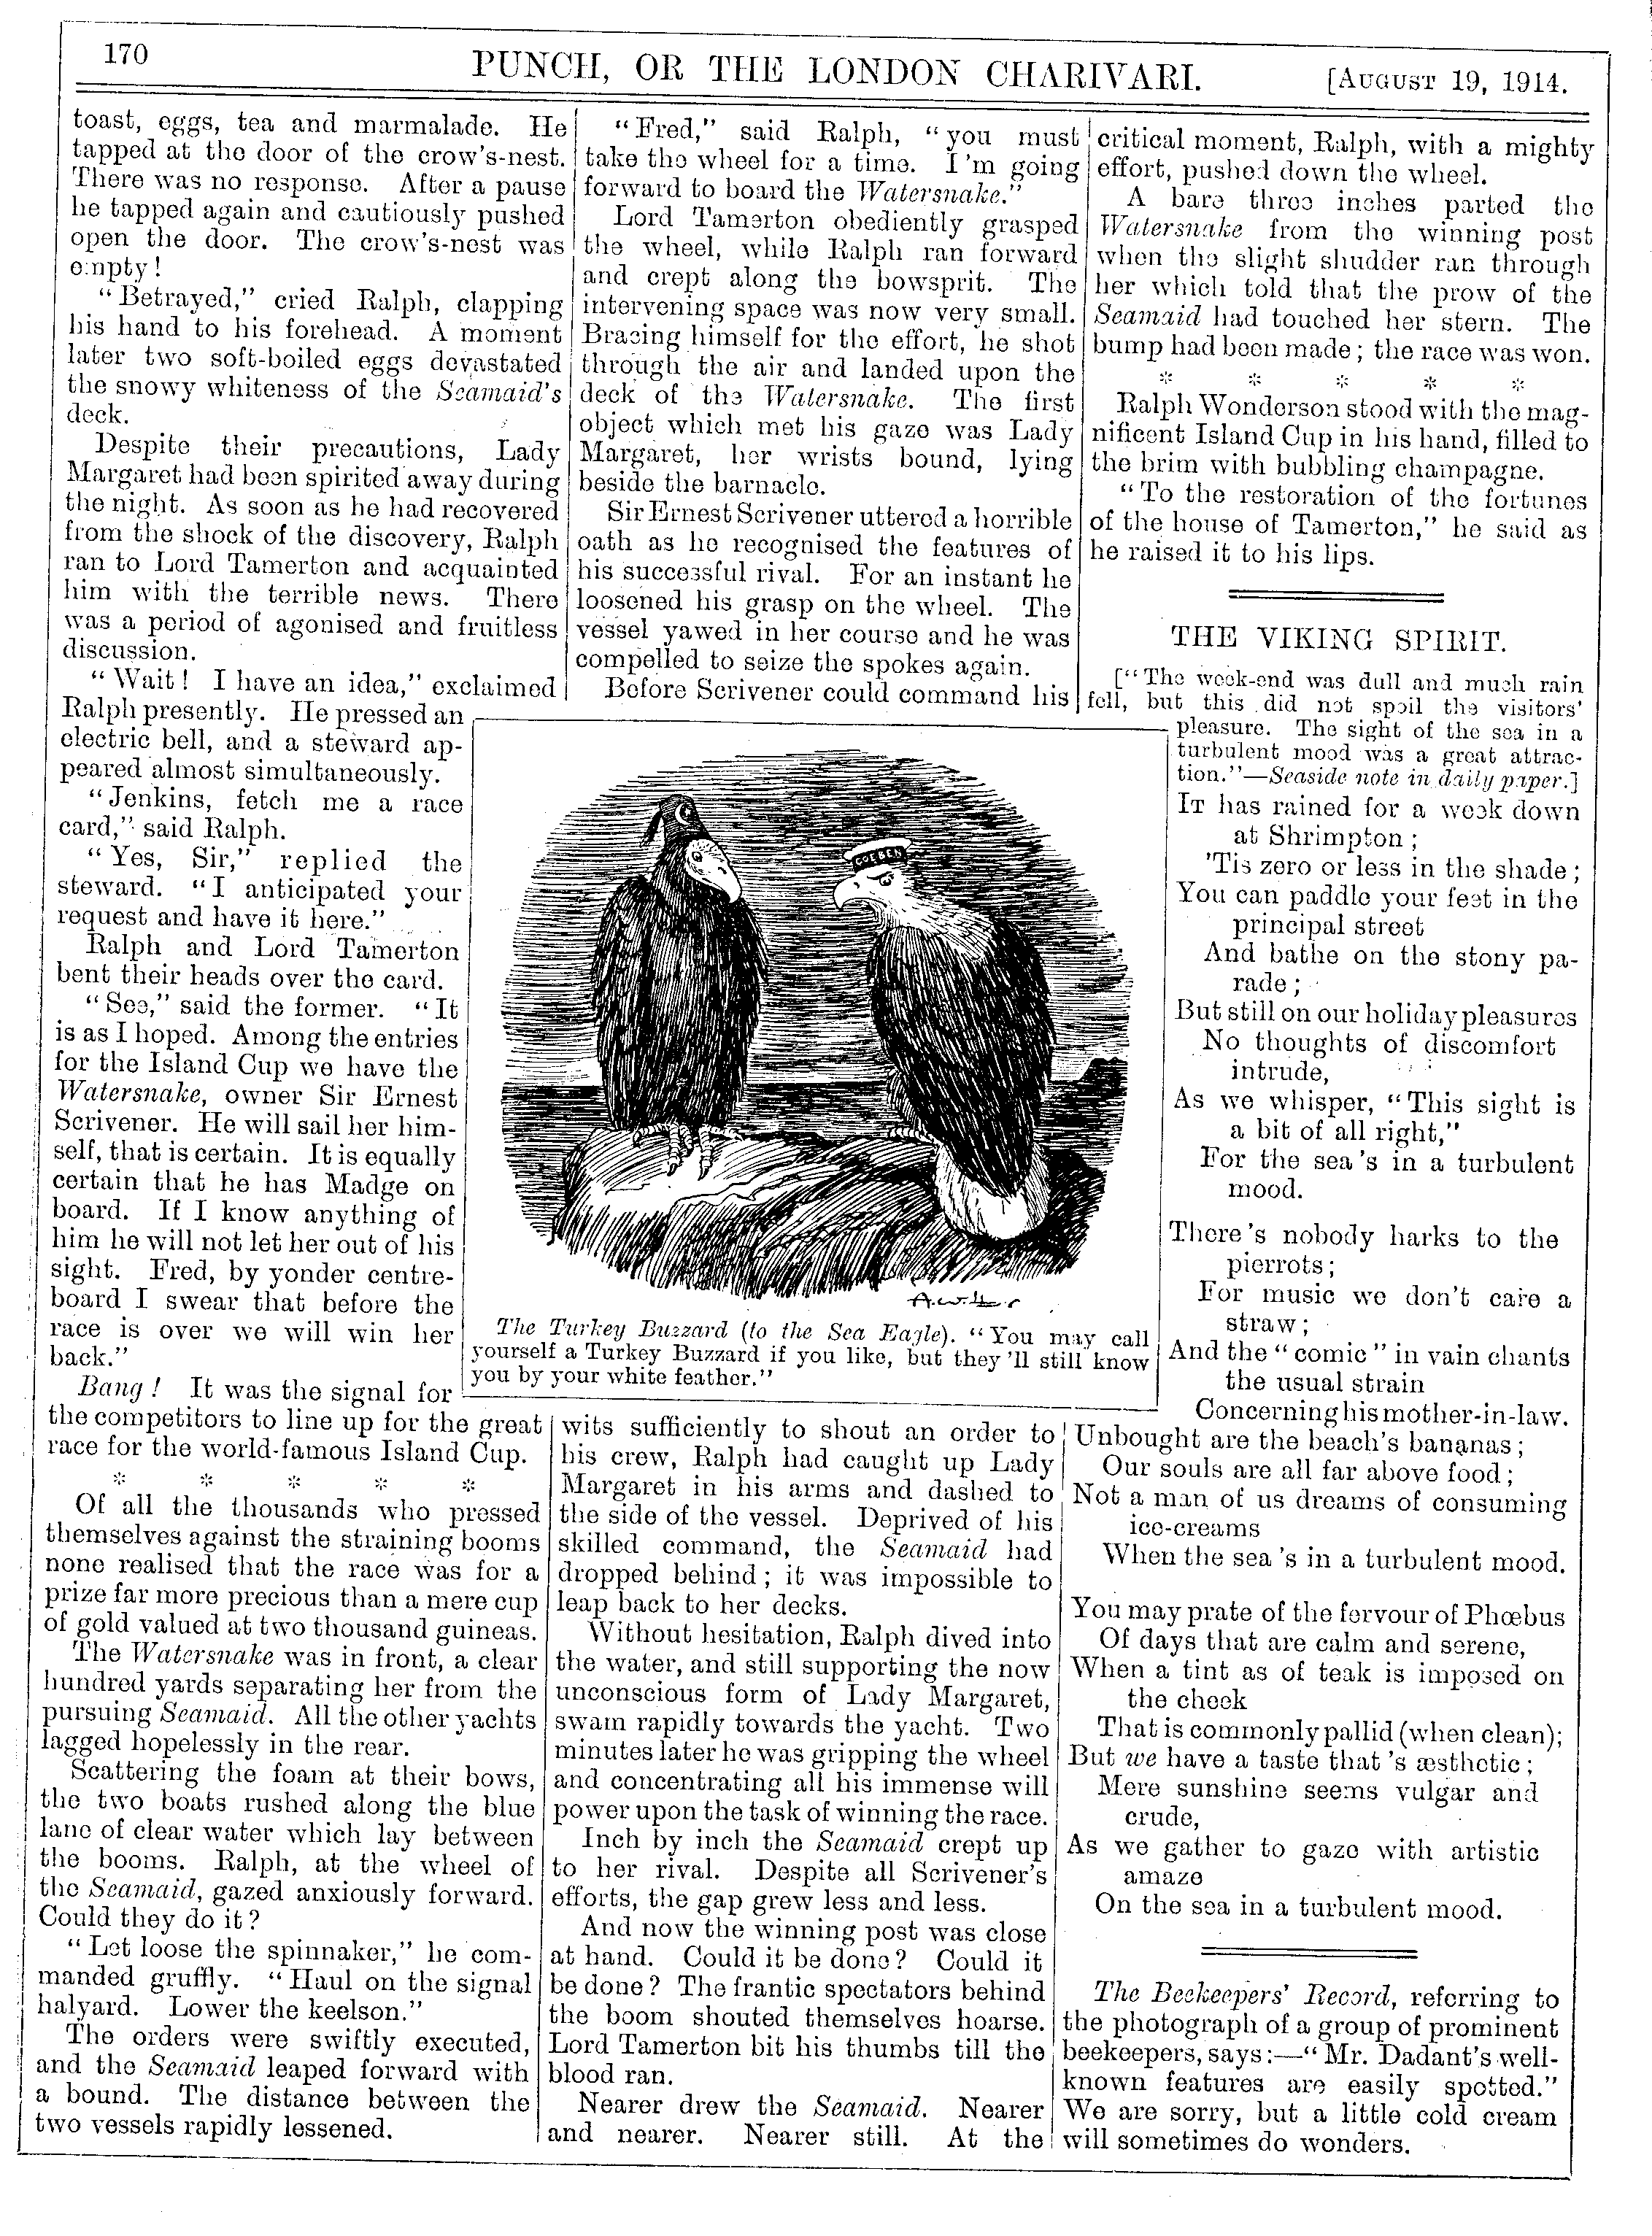 170
PUNCH, OR THE LONDON CHARIVARI.
[AUGUST 19, 1914.
toast, eggs, tea and marmalade. He
tapped at the door of the crow's-nest.
There was no response. After a pause
he tapped again and cautiously pushed
open the door. The crow's-nest was
empty!
"Betrayed," cried Ralph, clapping
his hand to his forehead. A moment
later two soft-boiled eggs devastated
the snowy whiteness of the Seamaid's
deck.
Despite their precautions, Lady
Margaret had been spirited away during
the night. As soon as he had recovered
from the shock of the discovery, Ralph
ran to Lord Tamerton and acquainted
him with the terrible news. There
was a period of agonised and fruitless
discussion.
"Wait! I have an idea," exclaimed
Ralph presently. He pressed an
electric bell, and a steward ap-
peared almost simultaneously.
"Jenkins, fetch me a race
card," said Ralph.
"Yes, Sir," replied the
steward. "I anticipated your
request and have it here."
Ralph and Lord Tamerton
bent their heads over the card.
"See," said the former. "It
is as I hoped. Among the entries
for the Island Cup we have the
Watersnake, owner Sir Ernest
Scrivener. He will sail her him-
self, that is certain. It is equally
certain that he has Madge on
board. If I know anything of
him he will not let her out of his
sight. Fred, by yonder centre-
board I swear that before the
race is over we will win her
back."
Bang! It was the signal for
the competitors to line up for the great
race for the world-famous Island Cup.
* * * * *
Of all the thousands who pressed
themselves against the straining booms
none realised that the race was for a
prize far more precious than a mere cup
of gold valued at two thousand guineas.
The Watersnake was in front, a clear
hundred yards separating her from the
pursuing Seamaid. All the other yachts
lagged hopelessly in the rear.
Scattering the foam at their bows,
the two boats rushed along the blue
lane of clear water which lay between
the booms. Ralph, at the wheel of
the Seamaid, gazed anxiously forward.
Could they do it?
"Let loose the spinnaker," he com-
manded gruffly. "Haul on the signal
halyard. Lower the keelson."
The orders were swiftly executed,
and the Seamaid leaped forward with
a bound. The distance between the
two vessels rapidly lessened.
"Fred," said Ralph, "you must
take the wheel for a time. I'm going
forward to board the Watersnake."
Lord Tamerton obediently grasped
the wheel, while Ralph ran forward
and crept along the bowsprit. The
intervening space was now very small.
Bracing himself for the effort, he shot
through the air and landed upon the
deck of the Watersnake. The first
object which met his gaze was Lady
Margaret, her wrists bound, lying
beside the barnacle.
Sir Ernest Scrivener uttered a horrible
oath as he recognised the features of
his successful rival. For an instant he
loosened his grasp on the wheel. The
vessel yawed in her course and he was
compelled to seize the spokes again.
Before Scrivener could command his
GOEBEN
The Turkey Buzzard (to the Sea Eagle). "You may call
yourself a Turkey Buzzard if you like, but they'll still know
you by your white feather."
wits sufficiently to shout an order to
his crew, Ralph had caught up Lady
Margaret in his arms and dashed to
the side of the vessel. Deprived of his
skilled command, the Seamaid had
dropped behind; it was impossible to
leap back to her decks.
Without hesitation, Ralph dived into
the water, and still supporting the now
unconscious form of Lady Margaret,
swam rapidly towards the yacht. Two
minutes later he was gripping the wheel
and concentrating all his immense will
power upon the task of winning the race.
Inch by inch the Seamaid crept up
to her rival. Despite all Scrivener's
efforts, the gap grew less and less.
And now the winning post was close
at hand. Could it be done? Could it
be done? The frantic spectators behind
the boom shouted themselves hoarse.
Lord Tamerton bit his thumbs till the
blood ran.
Nearer drew the Seamaid. Nearer
and nearer. Nearer still. At the
critical moment, Ralph, with a mighty
effort, pushed down the wheel.
A bare three inches parted the
Watersnake from the winning post
when the slight shudder ran through
her which told that the prow of the
Seamaid had touched her stern. The
bump had been made; the race was won.
* * * * *
Ralph Wonderson stood with the mag-
nificent Island Cup in his hand, filled to
the brim with bubbling champagne.
"To the restoration of the fortunes
of the house of Tamerton," he said as
he raised it to his lips.
THE VIKING SPIRIT.
["The week-end was dull and much rain
fell, but this did not spoil the visitors'
pleasure. The sight of the sea in a
turbulent mood was a great attrac-
tion."—Seaside note in daily paper.]
IT has rained for a week down
at Shrimpton;
'Tis zero or less in the shade;
You can paddle your feet in the
principal street
And bathe on the stony pa-
rade;
But still on our holiday pleasures
No thoughts of discomfort
intrude,
As we whisper, "This sight is
a bit of all right,"
For the sea's in a turbulent
mood.
There's nobody harks to the
pierrots;
For music we don't care a
straw;
And the "comic" in vain chants
the usual strain
Concerning his mother-in-law.
Unbought are the beach's bananas;
Our souls are all far above food;
Not a man of us dreams of consuming
ice-creams
When the sea's in a turbulent mood.
You may prate of the fervour of Phœbus
Of days that are calm and serene,
When a tint as of teak is imposed on
the cheek
That is commonly pallid (when clean);
But we have a taste that's æsthetic;
Mere sunshine seems vulgar and
crude,
As we gather to gaze with artistic
amaze
On the sea in a turbulent mood.
The Beekeepers' Record, referring to
the photograph of a group of prominent
beekeepers, says:—"Mr. Dadant's well-
known features are easily spotted."
We are sorry, but a little cold cream
will sometimes do wonders.